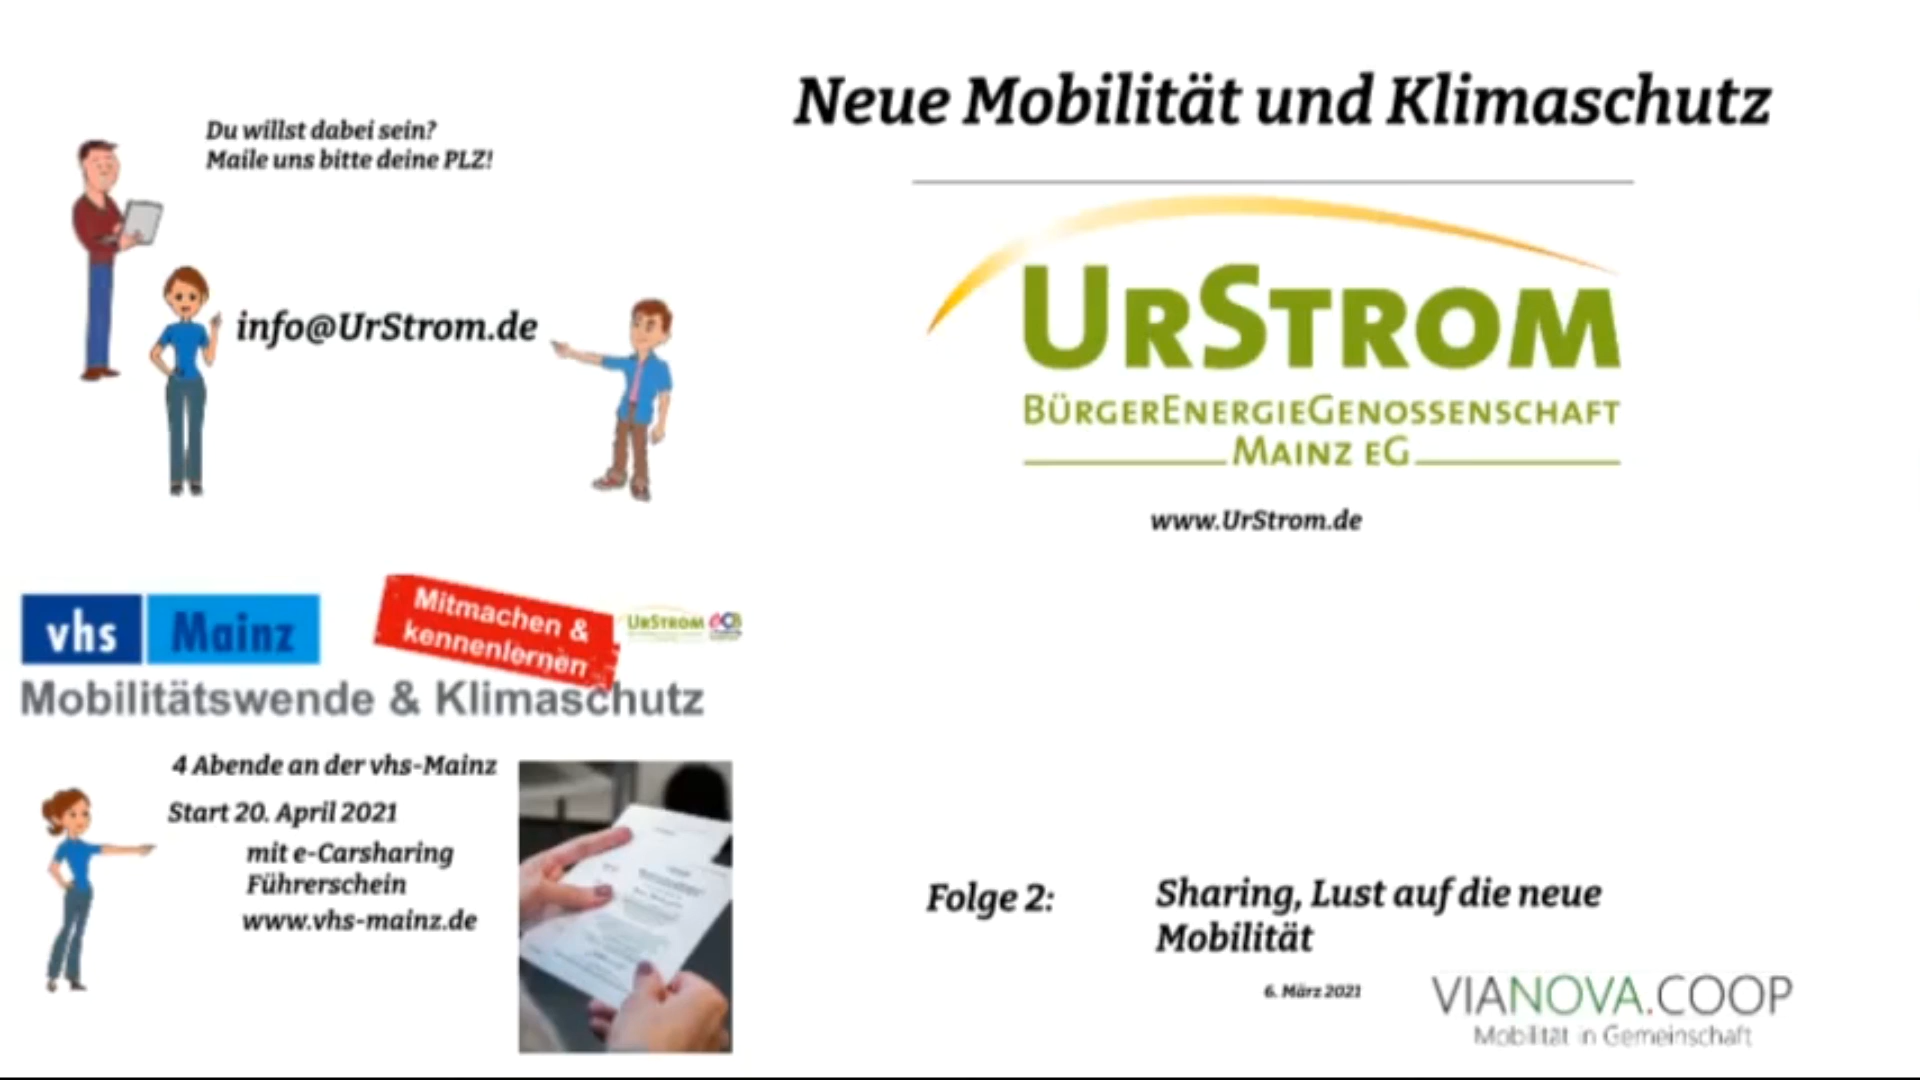 Neue Mobilität und Klimaschutz
Du willst dabei sein?
Maile uns bitte deine PLZ!
info@UrStrom.de
URSTROM
BÜRGERENERGIEGENOSSENSCHAFT
MAINZ EG
www.UrStrom.de
vhs Mainz
Mitmachen &
kennenlernen
URSTROM
Mobilitätswende & Klimaschutz
4 Abende an der vhs-Mainz
Start 20. April 2021
mit e-Carsharing
Führerschein
www.vhs-mainz.de
Folge 2:
Sharing, Lust auf die neue
Mobilität
6. März 2021
VIANOVA.COOP
Mobilität in Gemeinschaft